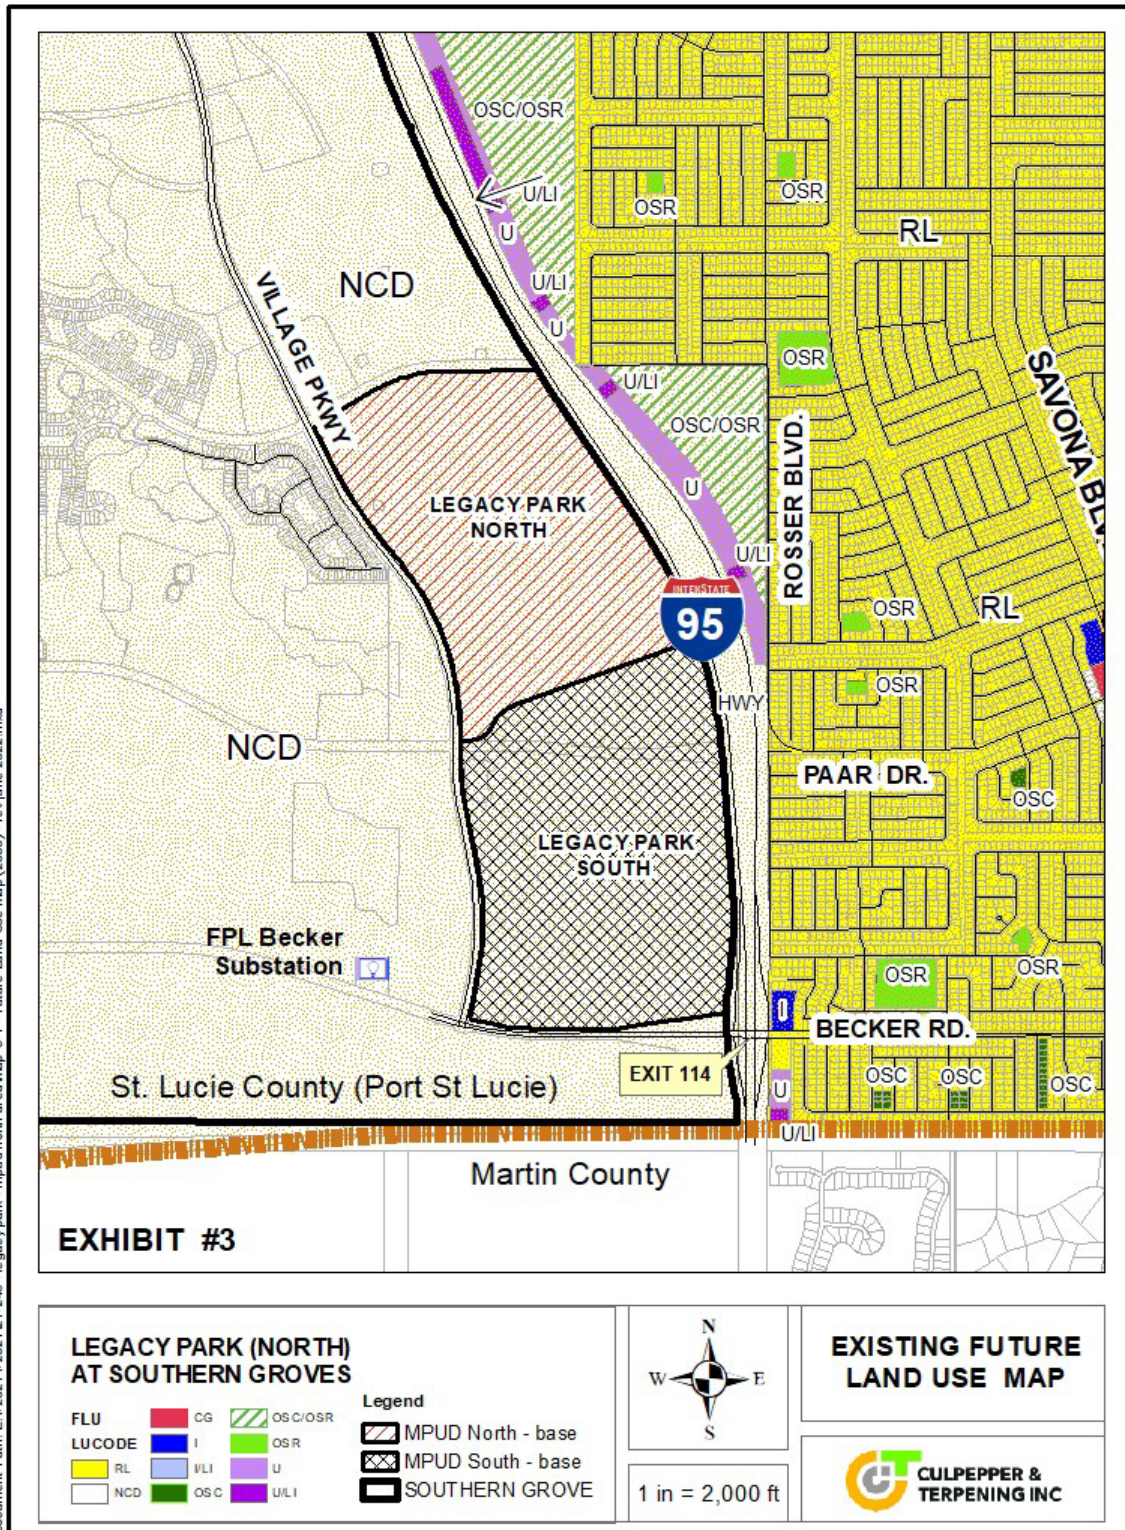 OSC/OSR
U/LI
U
OSR
OSR
RL
NCD
VILLAGE PKWY
U/LI
U
OSR
U/LI
SAVONA BLV
OSC/OSR
ROSSER BLVD.
LEGACY PARK
NORTH
U
U/LI
INTERSTATE
95
OSR
RL
OSR
HWY
NCD
PAAR DR.
OSC
LEGACY PARK
SOUTH
FPL Becker
Substation
OSR
OSR
I
BECKER RD.
EXIT 114
St. Lucie County (Port St Lucie)
U
OSC
OSC
OSC
U/LI
Martin County
EXHIBIT #3
LEGACY PARK (NORTH)
AT SOUTHERN GROVES
FLU
LUCODE
RL
NCD
CG
I
I/LI
OSC
OSC/OSR
OSR
U
U/LI
Legend
MPUD North - base
MPUD South - base
SOUTHERN GROVE
N
W
E
S
1 in = 2,000 ft
EXISTING FUTURE
LAND USE MAP
CULPEPPER &
TERPENING INC